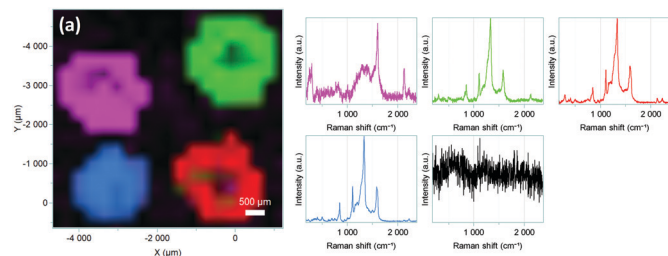 (a)
-4 000
-3 000
-2 000
-1 000
0
Y (µm)
500 µm
-4 000
-2 000
0
X (µm)
Intensity (a.u.)
1 000
2 000
Raman shift (cm⁻¹)
Intensity (a.u.)
1 000
2 000
Raman shift (cm⁻¹)
Intensity (a.u.)
1 000
2 000
Raman shift (cm⁻¹)
Intensity (a.u.)
1 000
2 000
Raman shift (cm⁻¹)
Intensity (a.u.)
1 000
2 000
Raman shift (cm⁻¹)